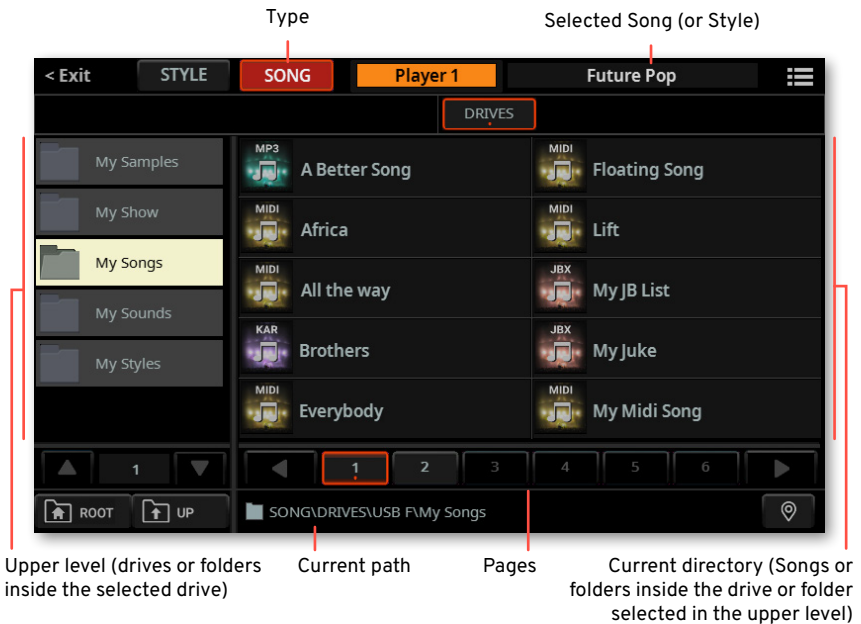 Type
Selected Song (or Style)
< Exit
STYLE
SONG
Player 1
Future Pop
DRIVES
My Samples
My Show
My Songs
My Sounds
My Styles
MP3
A Better Song
MIDI
Floating Song
MIDI
Africa
MIDI
Lift
MIDI
All the way
JBX
My JB List
KAR
Brothers
JBX
My Juke
MIDI
Everybody
MIDI
My Midi Song
1
1
2
3
4
5
6
ROOT
UP
SONG\DRIVES\USB F\My Songs
Upper level (drives or folders
inside the selected drive)
Current path
Pages
Current directory (Songs or
folders inside the drive or folder
selected in the upper level)